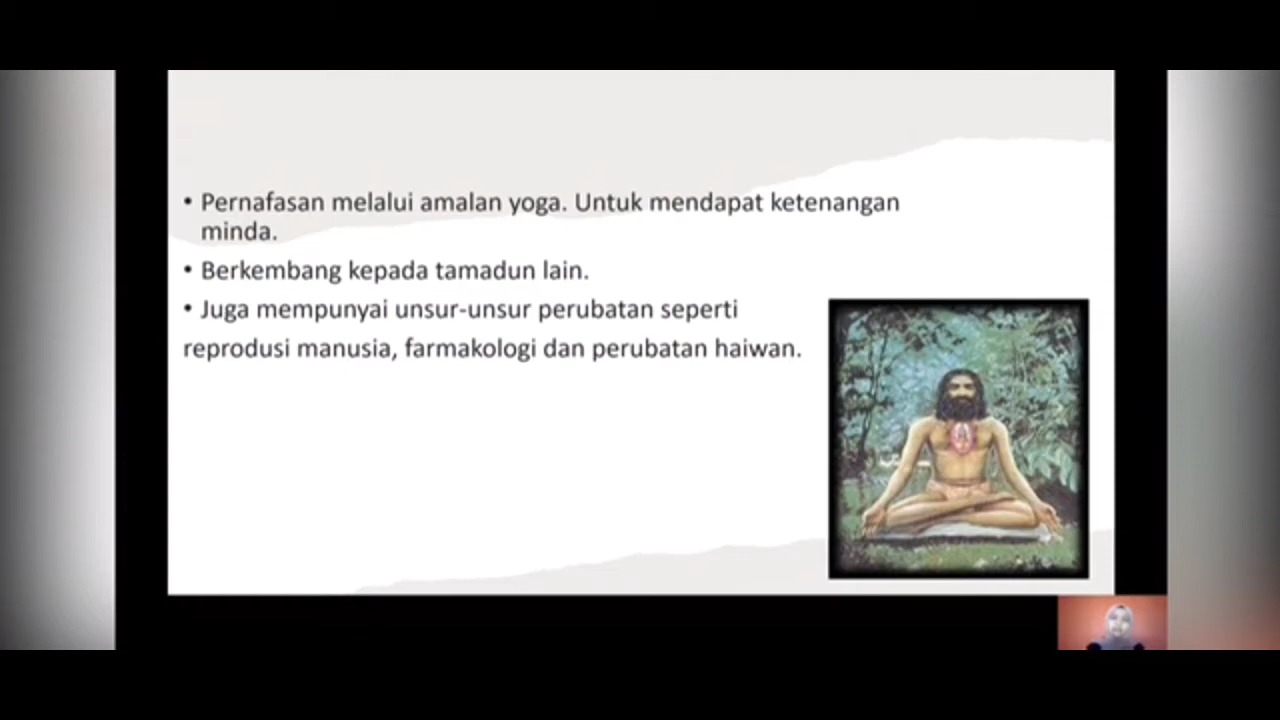 • Pernafasan melalui amalan yoga. Untuk mendapat ketenangan
minda.
• Berkembang kepada tamadun lain.
• Juga mempunyai unsur-unsur perubatan seperti
reprodusi manusia, farmakologi dan perubatan haiwan.